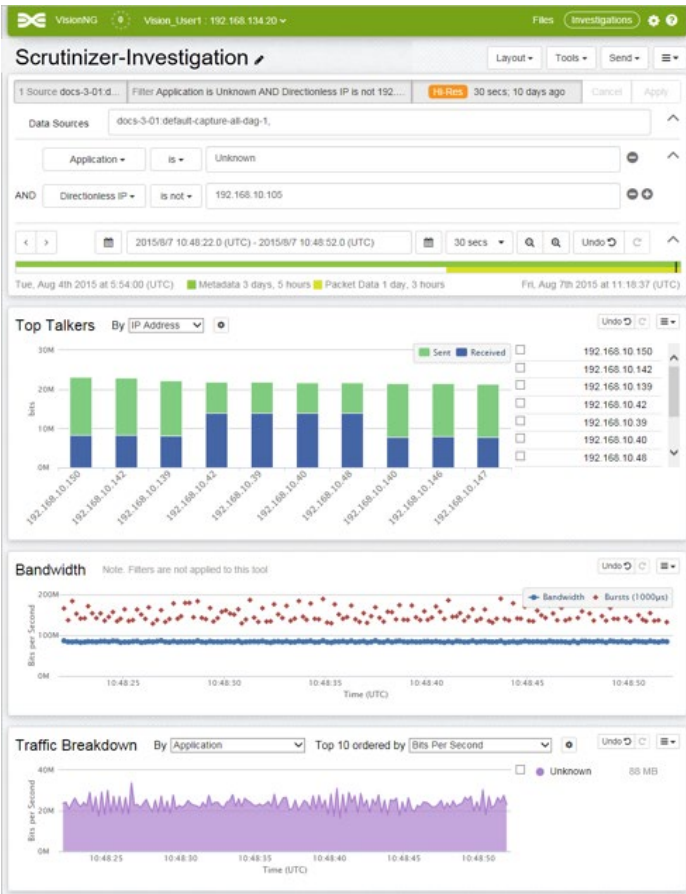 VisionNG 0 Vision_User1 : 192.168.134.20 Files Investigations
Scrutinizer-Investigation Layout Tools Send
1 Source docs-3-01:d... Filter Application is Unknown AND Directionless IP is not 192.... Hi-Res 30 secs; 10 days ago Cancel Apply
Data Sources docs-3-01:default-capture-all-dag-1,
Application is Unknown
AND Directionless IP is not 192.168.10.105
2015/8/7 10:48:22.0 (UTC) - 2015/8/7 10:48:52.0 (UTC) 30 secs Undo
Tue, Aug 4th 2015 at 5:54:00 (UTC) Metadata 3 days, 5 hours Packet Data 1 day, 3 hours Fri, Aug 7th 2015 at 11:18:37 (UTC)
Top Talkers By IP Address Undo
Sent Received
30M
20M
10M
0M
bits
192.168.10.150
192.168.10.142
192.168.10.139
192.168.10.42
192.168.10.39
192.168.10.40
192.168.10.48
192.168.10.140
192.168.10.146
192.168.10.147
192.168.10.150
192.168.10.142
192.168.10.139
192.168.10.42
192.168.10.39
192.168.10.40
192.168.10.48
Bandwidth Note. Filters are not applied to this tool Undo
Bandwidth Bursts (1000µs)
200M
100M
0M
Bits per Second
10:48:25 10:48:30 10:48:35 10:48:40 10:48:45 10:48:50
Time (UTC)
Traffic Breakdown By Application Top 10 ordered by Bits Per Second Undo
Unknown 88 MB
40M
20M
0M
Bits per Second
10:48:25 10:48:30 10:48:35 10:48:40 10:48:45 10:48:50
Time (UTC)